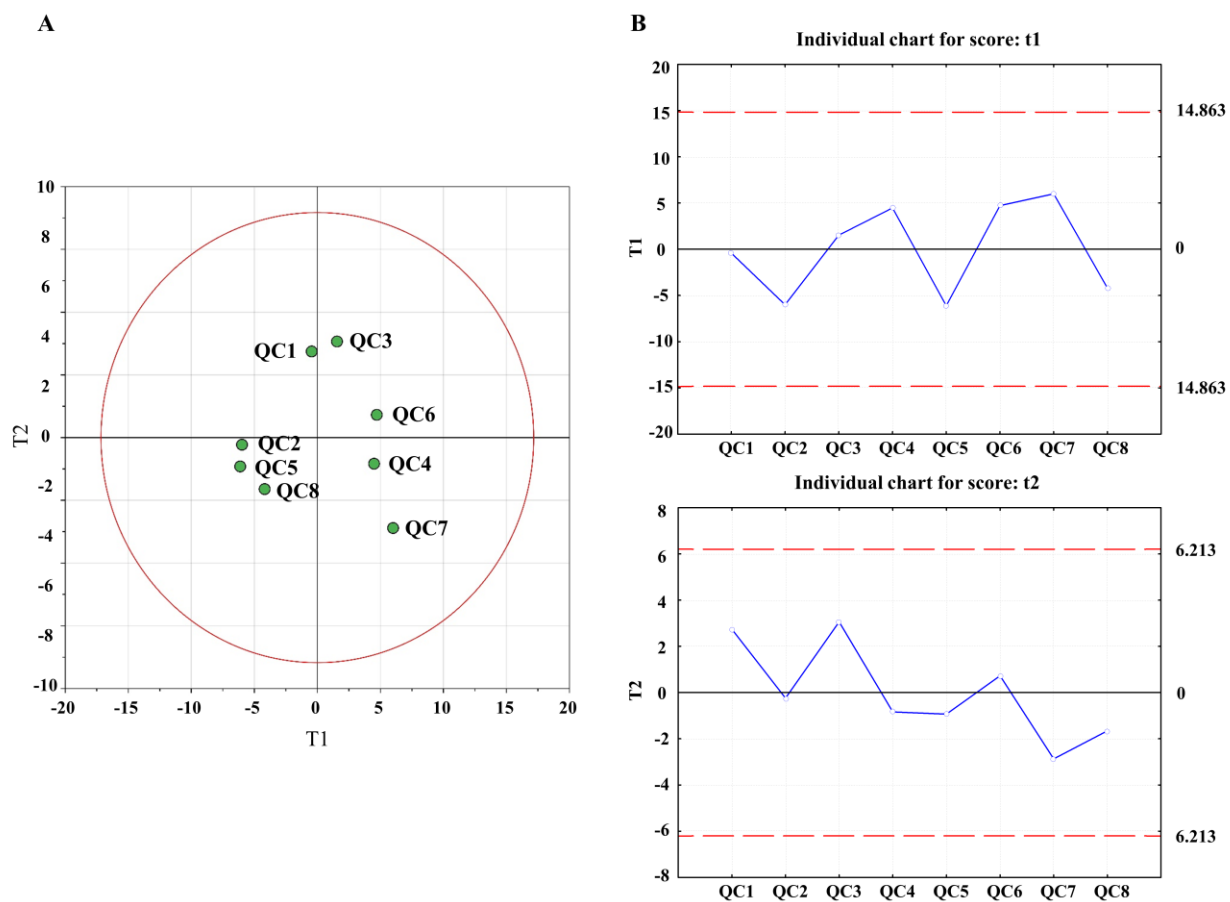 A
10
8
6
4
2
0
-2
-4
-6
-8
-10
T2
QC1
QC3
QC6
QC2
QC5
QC4
QC8
QC7
-20 -15 -10 -5 0 5 10 15 20
T1
B
Individual chart for score: t1
20
15
10
5
0
-5
-10
-15
-20
T1
14.863
0
14.863
QC1 QC2 QC3 QC4 QC5 QC6 QC7 QC8
Individual chart for score: t2
8
6
4
2
0
-2
-4
-6
-8
T2
6.213
0
6.213
QC1 QC2 QC3 QC4 QC5 QC6 QC7 QC8